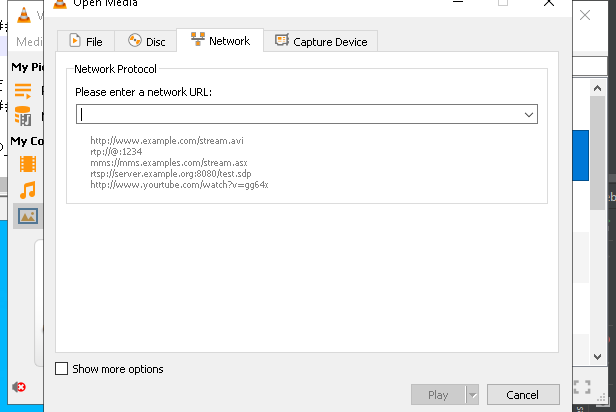 Open Media
Medi
File
Disc
Network
Capture Device
My Pi
Network Protocol
Please enter a network URL:
http://www.example.com/stream.avi
rtp://@:1234
mms://mms.examples.com/stream.asx
rtsp://server.example.org:8080/test.sdp
http://www.yourtube.com/watch?v=gg64x
My Co
Show more options
Play
Cancel